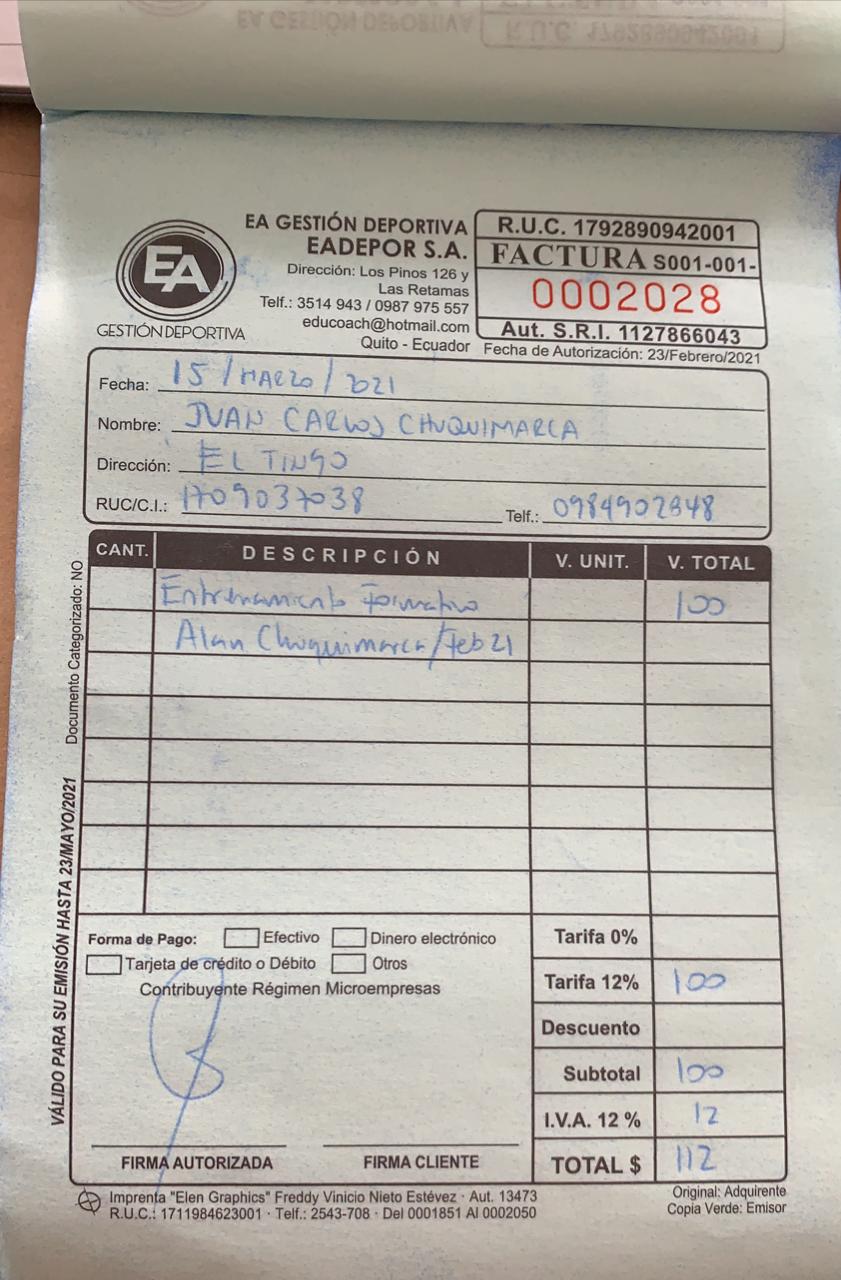 EA GESTIÓN DEPORTIVA
R.U.C. 1792890942001
EA
GESTIÓN DEPORTIVA
EA GESTIÓN DEPORTIVA
EADEPOR S.A.
Dirección: Los Pinos 126 y
Las Retamas
Telf.: 3514 943 / 0987 975 557
educoach@hotmail.com
Quito - Ecuador
R.U.C. 1792890942001
FACTURA S001-001-
0002028
Aut. S.R.I. 1127866043
Fecha de Autorización: 23/Febrero/2021
Fecha: 15 / MARZO / 2021
Nombre: JUAN CARLOS CHUQUIMARCA
Dirección: EL TINGO
RUC/C.I.: 1709037038 Telf.: 0984902848
CANT. DESCRIPCIÓN V. UNIT. V. TOTAL
Entrenamiento Formativo 100
Alan Chuquimarca/Feb 21
Documento Categorizado: NO
VÁLIDO PARA SU EMISIÓN HASTA 23/MAYO/2021
Forma de Pago: Efectivo Dinero electrónico
Tarjeta de crédito o Débito Otros
Contribuyente Régimen Microempresas
Tarifa 0%
Tarifa 12% 100
Descuento
Subtotal 100
I.V.A. 12 % 12
TOTAL $ 112
FIRMA AUTORIZADA FIRMA CLIENTE
Imprenta "Elen Graphics" Freddy Vinicio Nieto Estévez · Aut. 13473
R.U.C.: 1711984623001 · Telf.: 2543-708 · Del 0001851 Al 0002050
Original: Adquirente
Copia Verde: Emisor